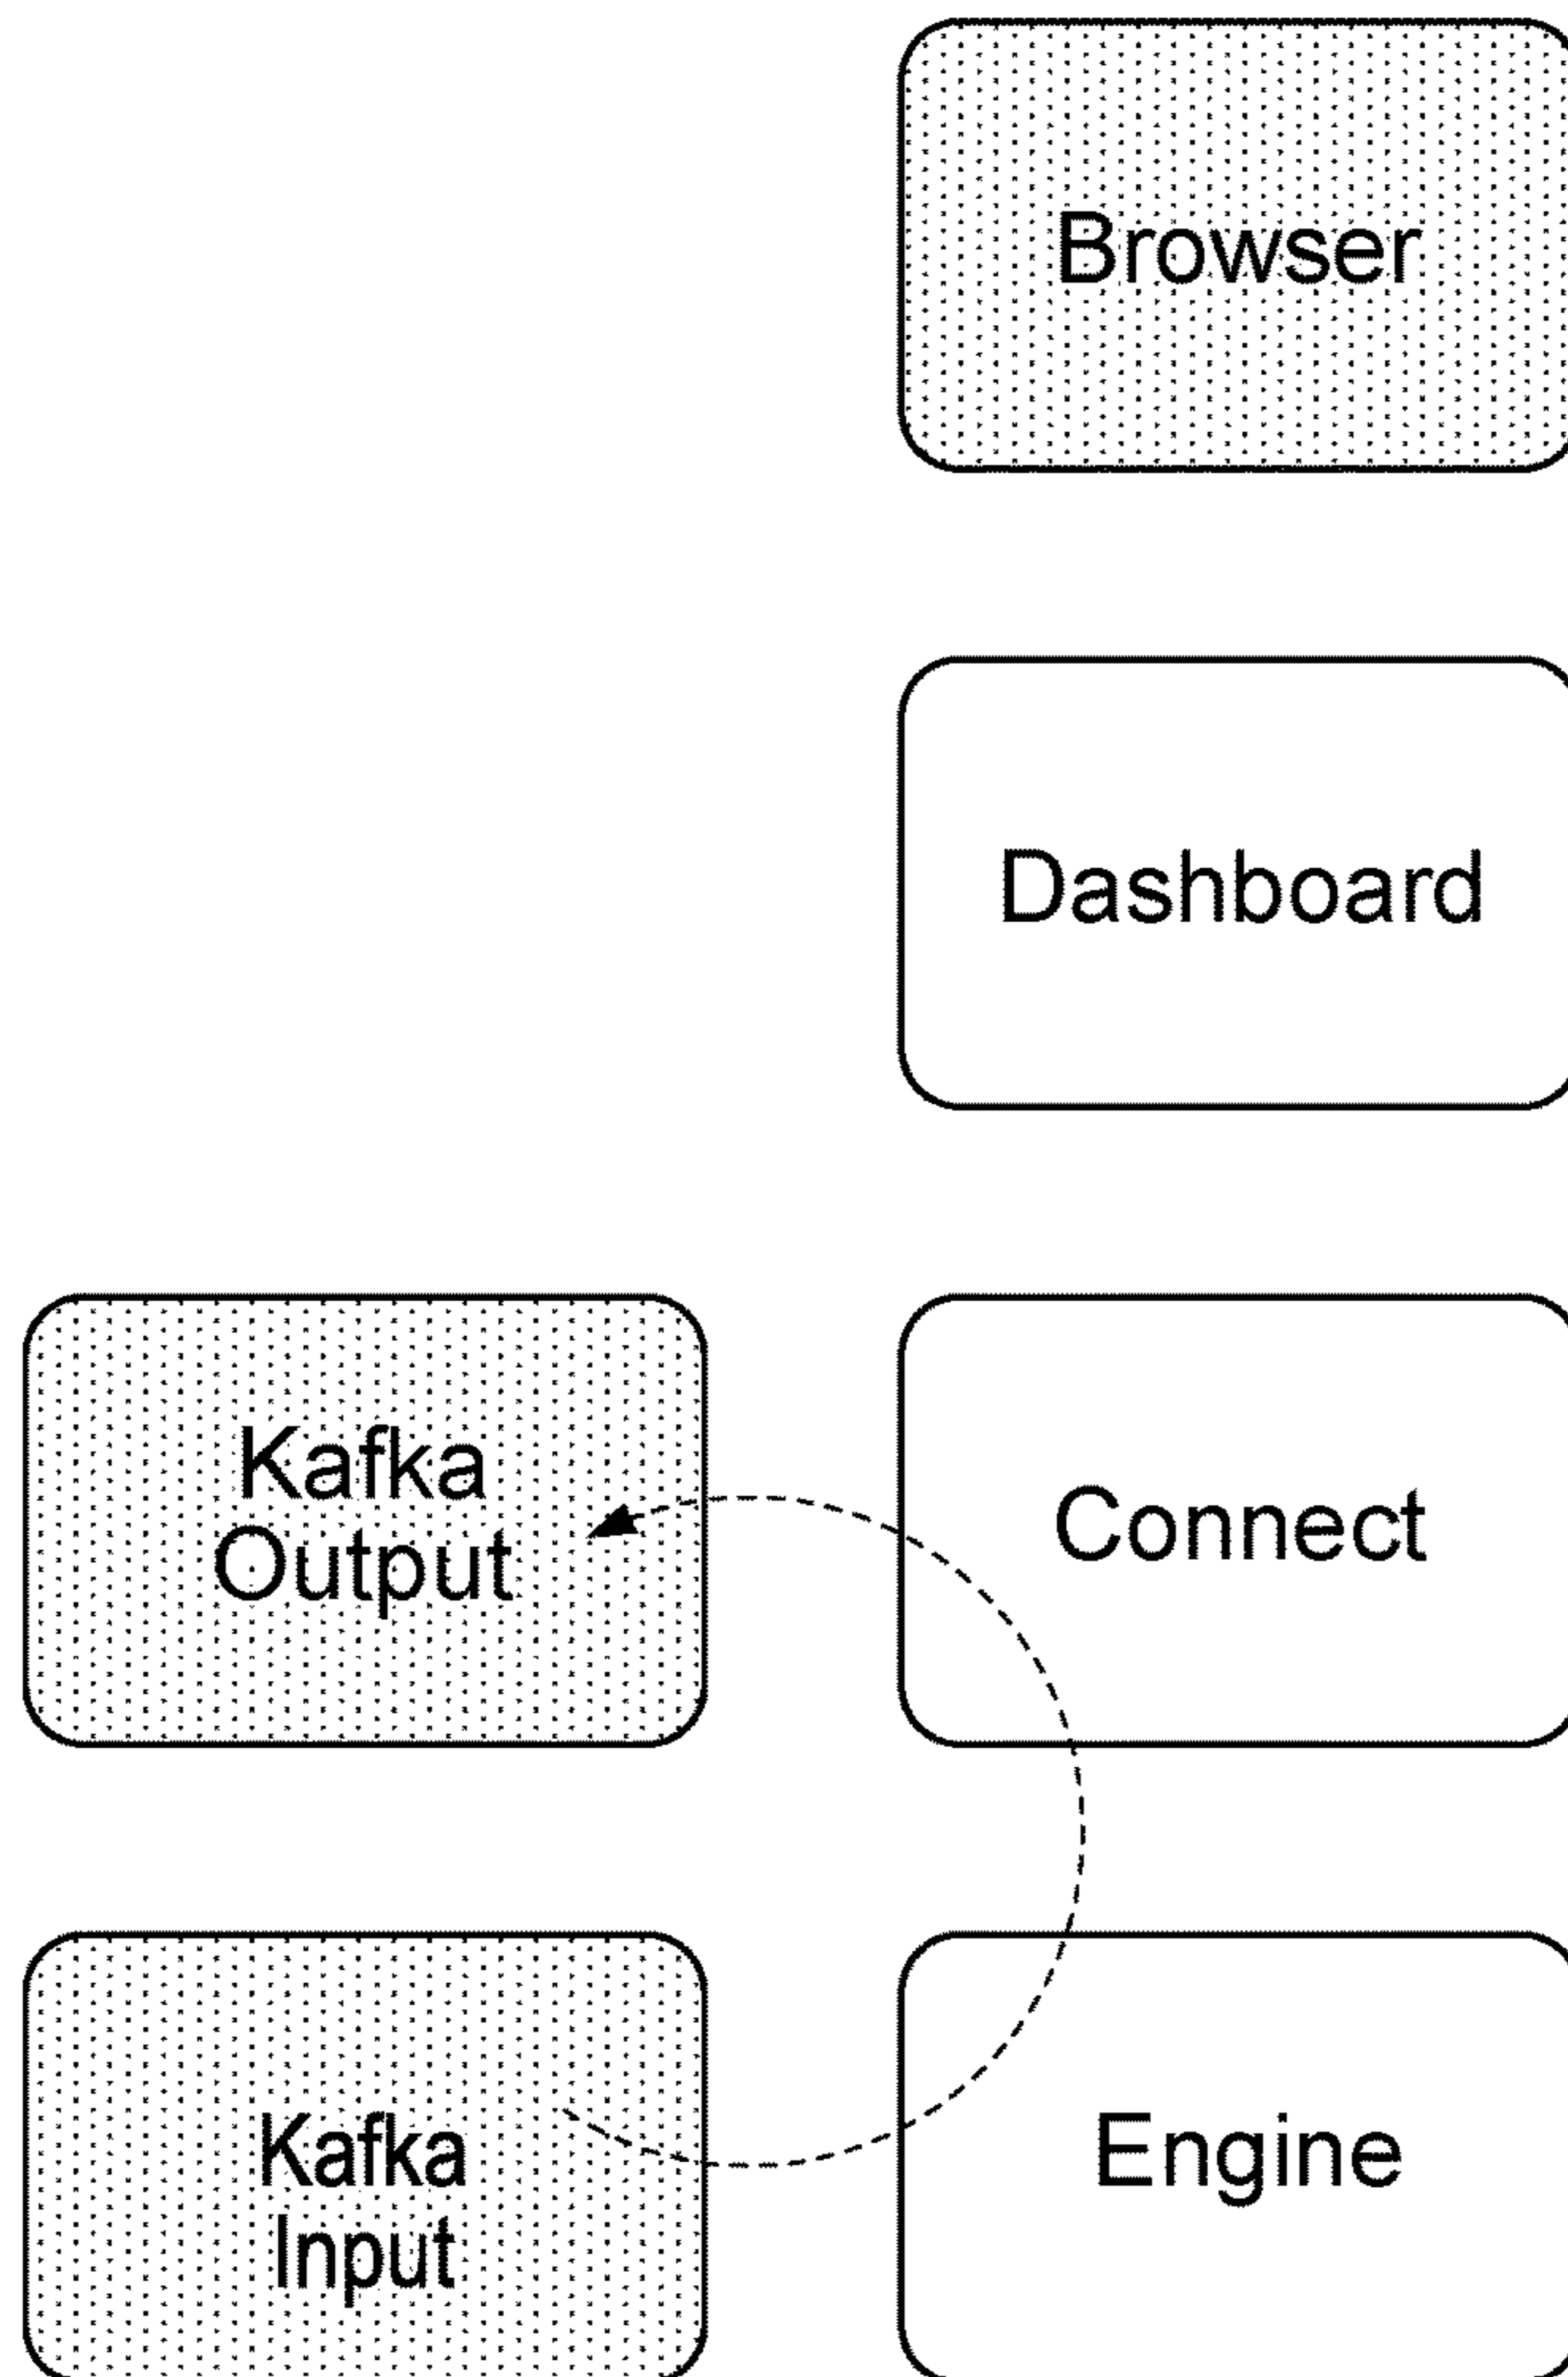 Browser
Dashboard
Kafka
Output
Connect
Kafka
Input
Engine